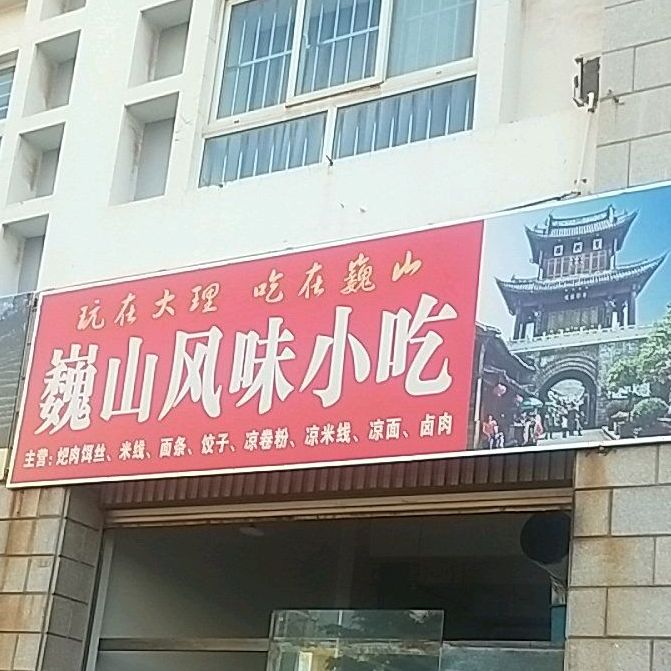 玩在大理 吃在巍山
巍山风味小吃
主营：𤆵肉饵丝、米线、面条、饺子、凉卷粉、凉米线、凉面、卤肉